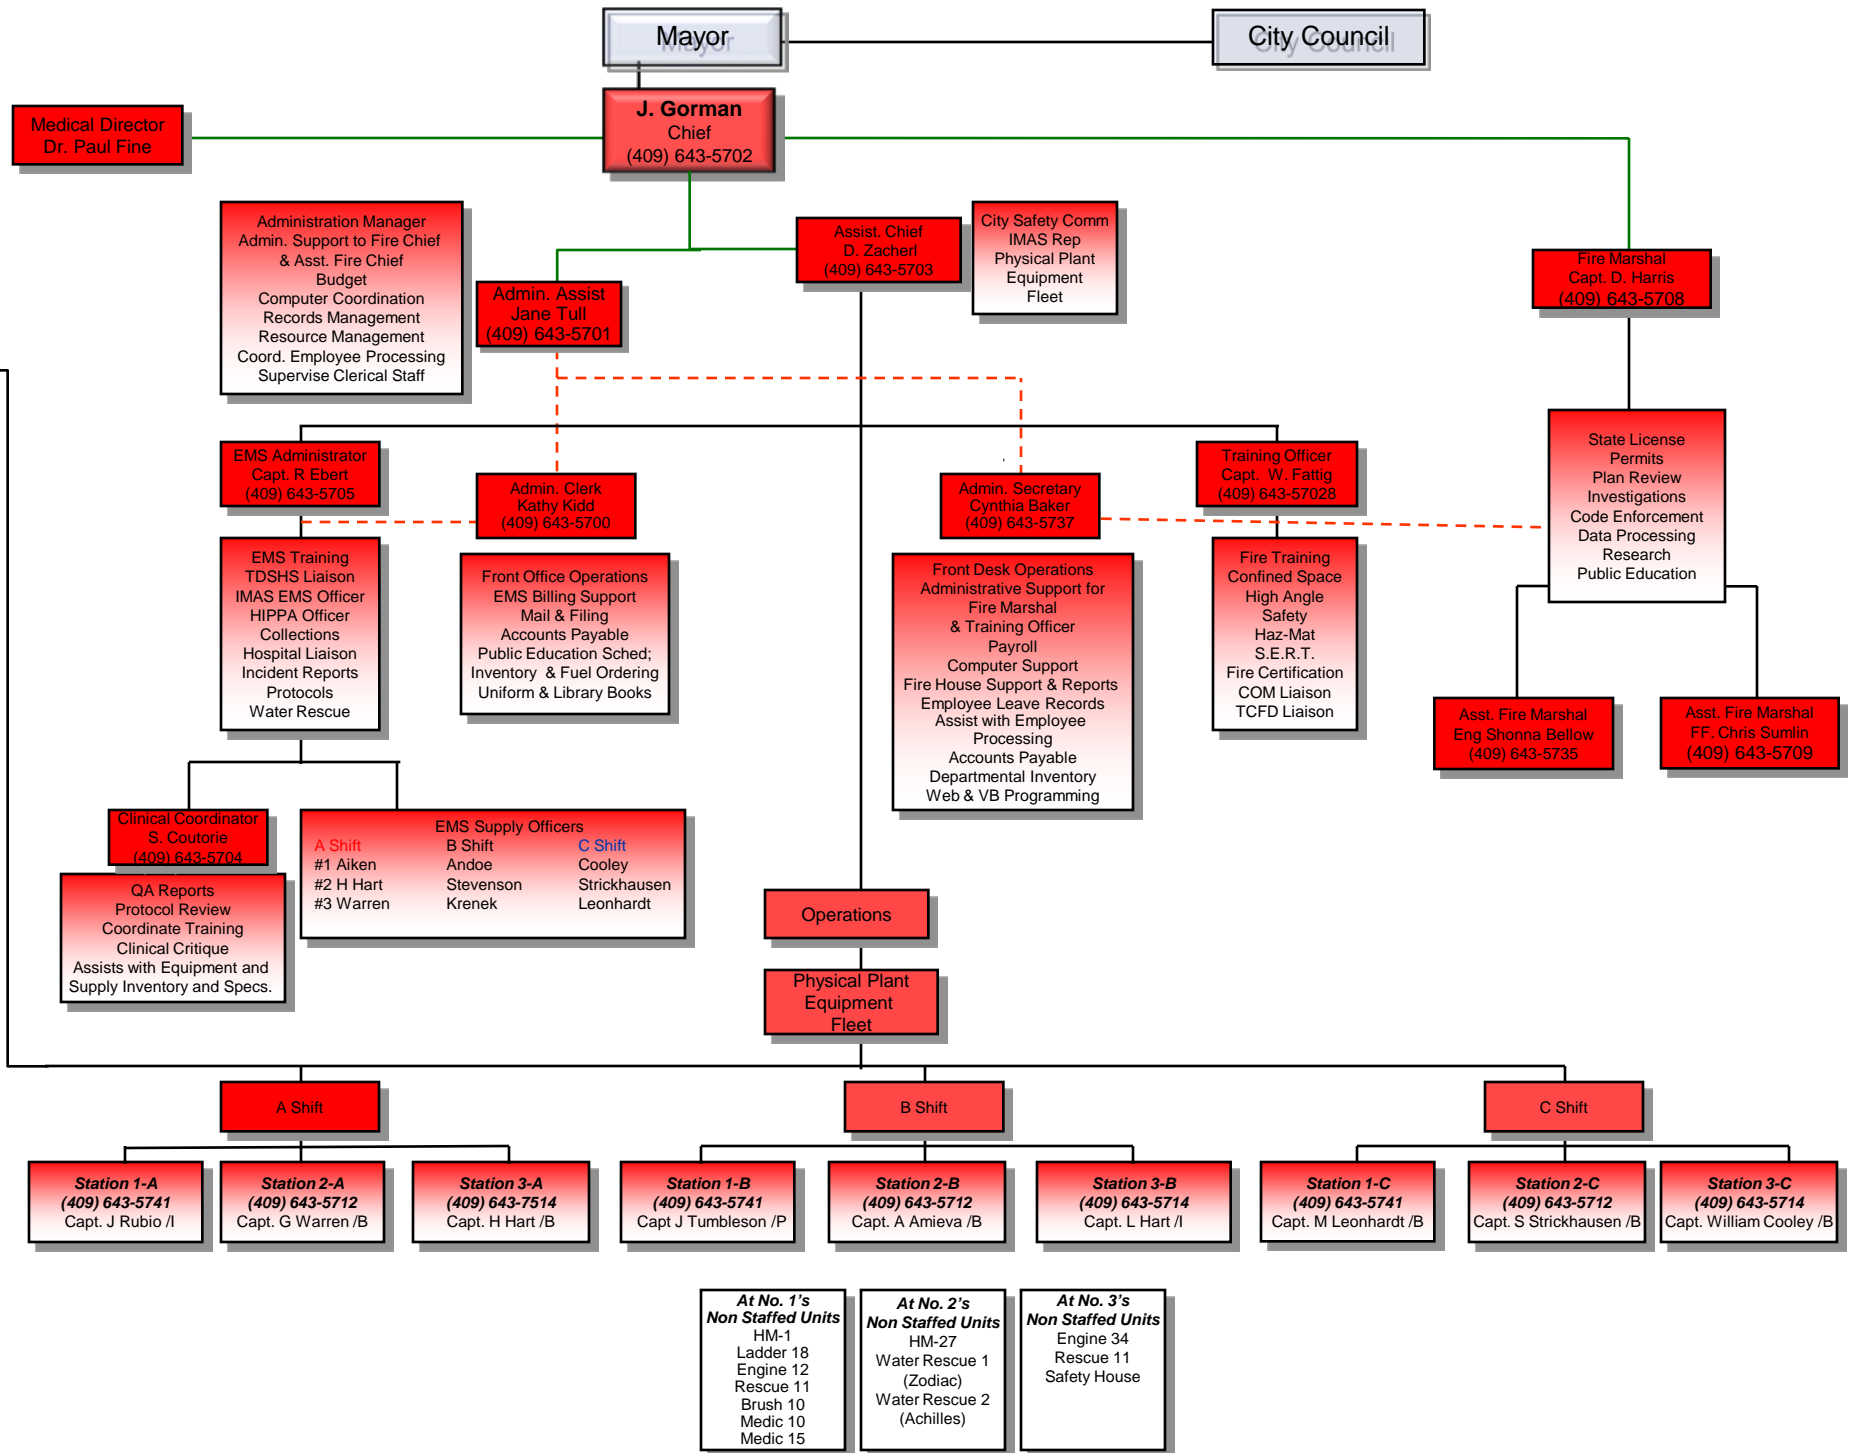 Mayor
City Council
J. Gorman
Chief
(409) 643-5702
Medical Director
Dr. Paul Fine
Administration Manager
Admin. Support to Fire Chief
& Asst. Fire Chief
Budget
Computer Coordination
Records Management
Resource Management
Coord. Employee Processing
Supervise Clerical Staff
Admin. Assist
Jane Tull
(409) 643-5701
Assist. Chief
D. Zacherl
(409) 643-5703
City Safety Comm
IMAS Rep
Physical Plant
Equipment
Fleet
Fire Marshal
Capt. D. Harris
(409) 643-5708
EMS Administrator
Capt. R Ebert
(409) 643-5705
Admin. Clerk
Kathy Kidd
(409) 643-5700
Admin. Secretary
Cynthia Baker
(409) 643-5737
Training Officer
Capt. W. Fattig
(409) 643-57028
State License
Permits
Plan Review
Investigations
Code Enforcement
Data Processing
Research
Public Education
EMS Training
TDSHS Liaison
IMAS EMS Officer
HIPPA Officer
Collections
Hospital Liaison
Incident Reports
Protocols
Water Rescue
Front Office Operations
EMS Billing Support
Mail & Filing
Accounts Payable
Public Education Sched;
Inventory & Fuel Ordering
Uniform & Library Books
Front Desk Operations
Administrative Support for
Fire Marshal
& Training Officer
Payroll
Computer Support
Fire House Support & Reports
Employee Leave Records
Assist with Employee
Processing
Accounts Payable
Departmental Inventory
Web & VB Programming
Fire Training
Confined Space
High Angle
Safety
Haz-Mat
S.E.R.T.
Fire Certification
COM Liaison
TCFD Liaison
Asst. Fire Marshal
Eng Shonna Bellow
(409) 643-5735
Asst. Fire Marshal
FF. Chris Sumlin
(409) 643-5709
Clinical Coordinator
S. Coutorie
(409) 643-5704
QA Reports
Protocol Review
Coordinate Training
Clinical Critique
Assists with Equipment and
Supply Inventory and Specs.
EMS Supply Officers
A Shift B Shift C Shift
#1 Aiken Andoe Cooley
#2 H Hart Stevenson Strickhausen
#3 Warren Krenek Leonhardt
Operations
Physical Plant
Equipment
Fleet
A Shift
B Shift
C Shift
Station 1-A
(409) 643-5741
Capt. J Rubio /I
Station 2-A
(409) 643-5712
Capt. G Warren /B
Station 3-A
(409) 643-7514
Capt. H Hart /B
Station 1-B
(409) 643-5741
Capt J Tumbleson /P
Station 2-B
(409) 643-5712
Capt. A Amieva /B
Station 3-B
(409) 643-5714
Capt. L Hart /I
Station 1-C
(409) 643-5741
Capt. M Leonhardt /B
Station 2-C
(409) 643-5712
Capt. S Strickhausen /B
Station 3-C
(409) 643-5714
Capt. William Cooley /B
At No. 1's
Non Staffed Units
HM-1
Ladder 18
Engine 12
Rescue 11
Brush 10
Medic 10
Medic 15
At No. 2's
Non Staffed Units
HM-27
Water Rescue 1
(Zodiac)
Water Rescue 2
(Achilles)
At No. 3's
Non Staffed Units
Engine 34
Rescue 11
Safety House